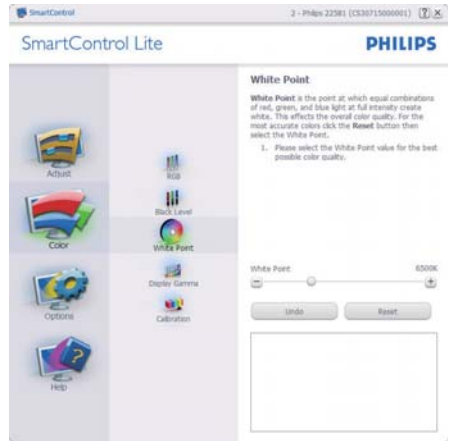 SmartControl
2 - Philips 225B1 (CS30715000001)
SmartControl Lite
PHILIPS
Adjust
Color
Options
Help
RGB
Black Level
White Point
Display Gamma
Calibration
White Point
White Point is the point at which equal combinations
of red, green, and blue light at full intensity create
white. This effects the overall color quality. For the
most accurate colors click the Reset button then
select the White Point.
1. Please select the White Point value for the best
possible color quality.
White Point 6500K
Undo Reset